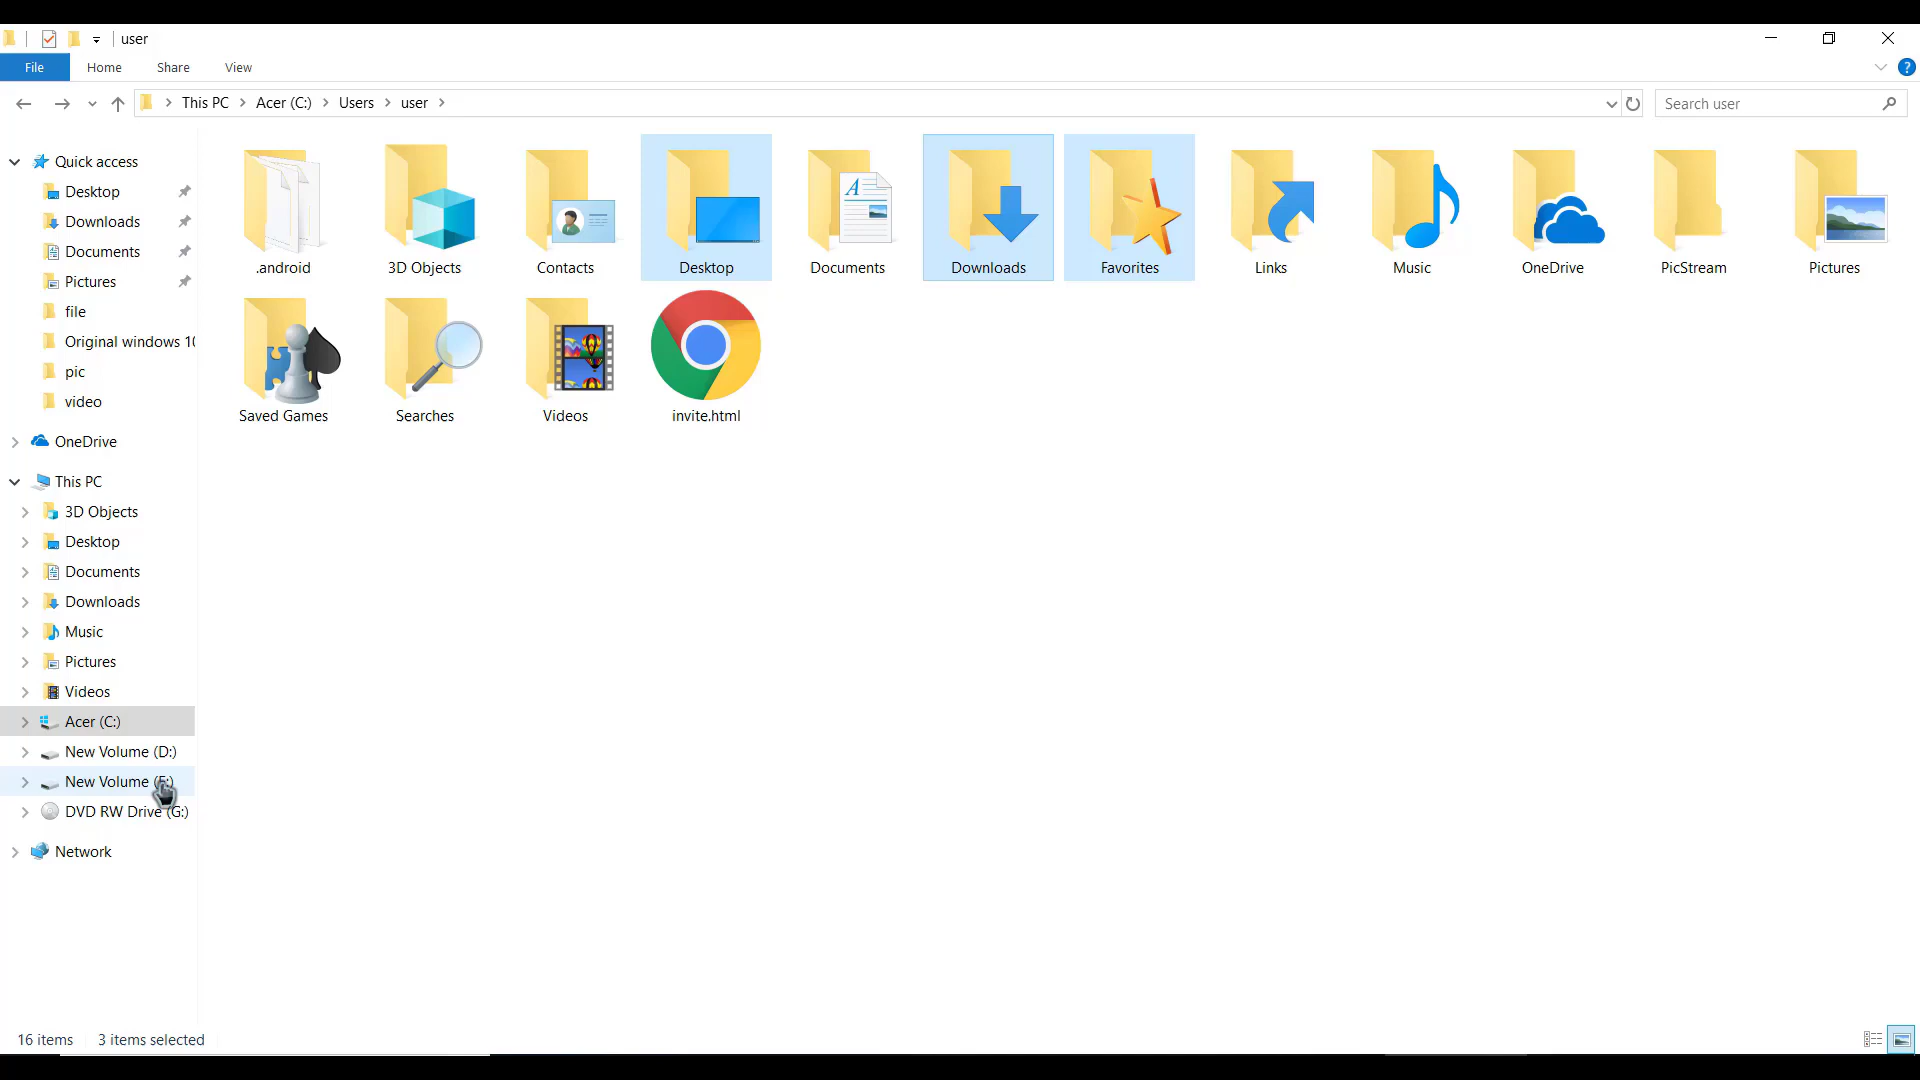 user
File Home Share View
This PC Acer (C:) Users user
Search user
Quick access
Desktop
Downloads
Documents
Pictures
file
Original windows 10
pic
video
OneDrive
This PC
3D Objects
Desktop
Documents
Downloads
Music
Pictures
Videos
Acer (C:)
New Volume (D:)
New Volume
DVD RW Drive (G:)
Network
.android 3D Objects Contacts Desktop Documents Downloads Favorites Links Music OneDrive PicStream Pictures
Saved Games Searches Videos invite.html
16 items 3 items selected